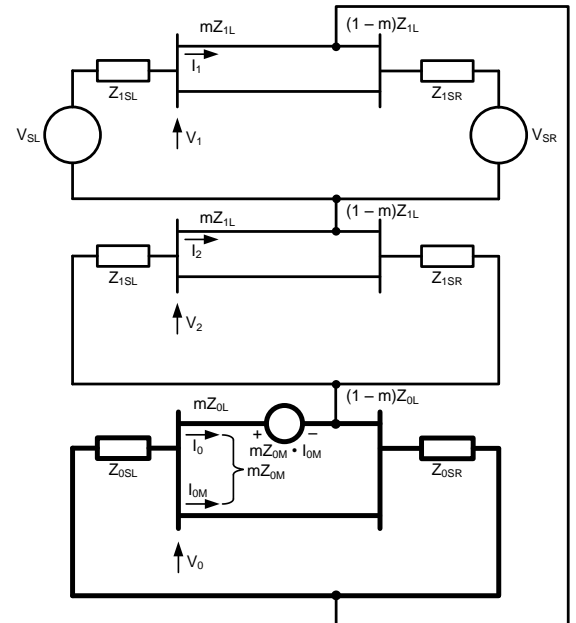 mZ1L
(1 – m)Z1L
I1
Z1SL
Z1SR
VSL
V1
VSR
mZ1L
(1 – m)Z1L
I2
Z1SL
Z1SR
V2
mZ0L
(1 – m)Z0L
+ –
mZ0M • I0M
I0
mZ0M
Z0SL
I0M
Z0SR
V0